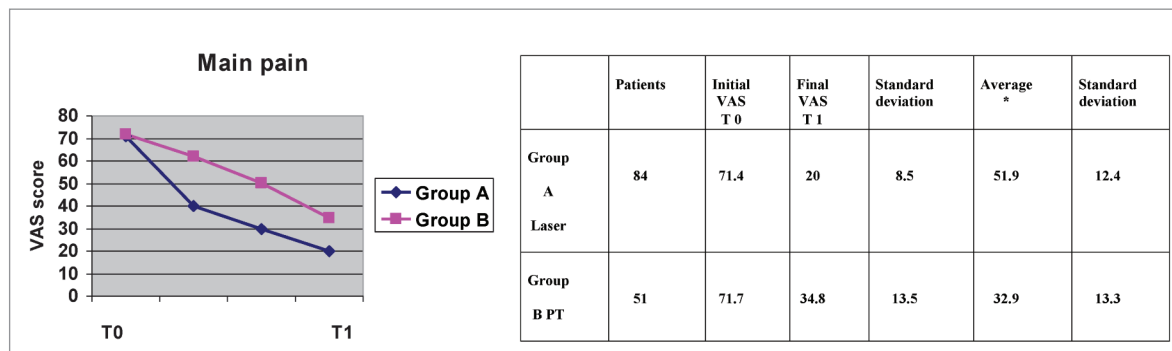 Main pain
VAS score
80
70
60
50
40
30
20
10
0
T0 T1
Group A
Group B
Patients Initial VAS T 0 Final VAS T 1 Standard deviation Average * Standard deviation
Group A Laser 84 71.4 20 8.5 51.9 12.4
Group B PT 51 71.7 34.8 13.5 32.9 13.3